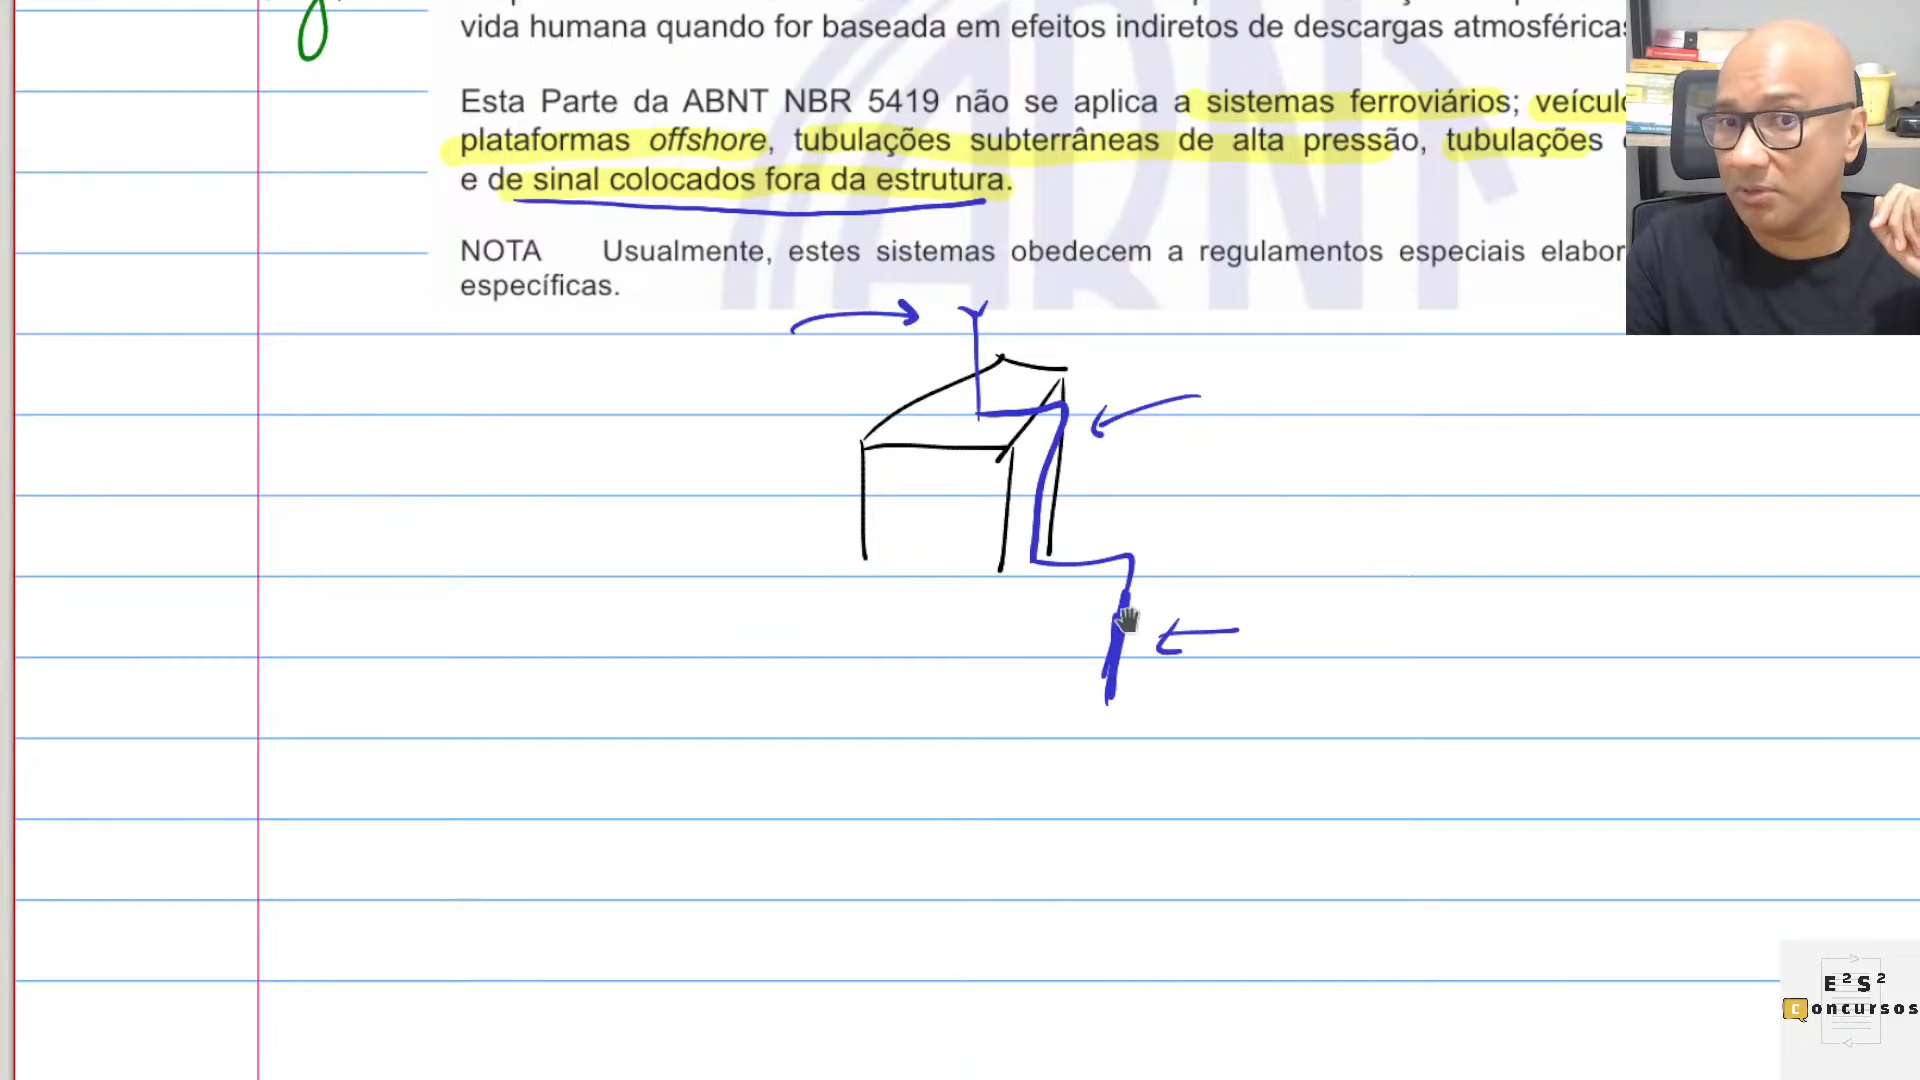 vida humana quando for baseada em efeitos indiretos de descargas atmosféricas
Esta Parte da ABNT NBR 5419 não se aplica a sistemas ferroviários; veícul
plataformas offshore, tubulações subterrâneas de alta pressão, tubulações
e de sinal colocados fora da estrutura.
NOTA Usualmente, estes sistemas obedecem a regulamentos especiais elabor
específicas.
E²S²
Concursos